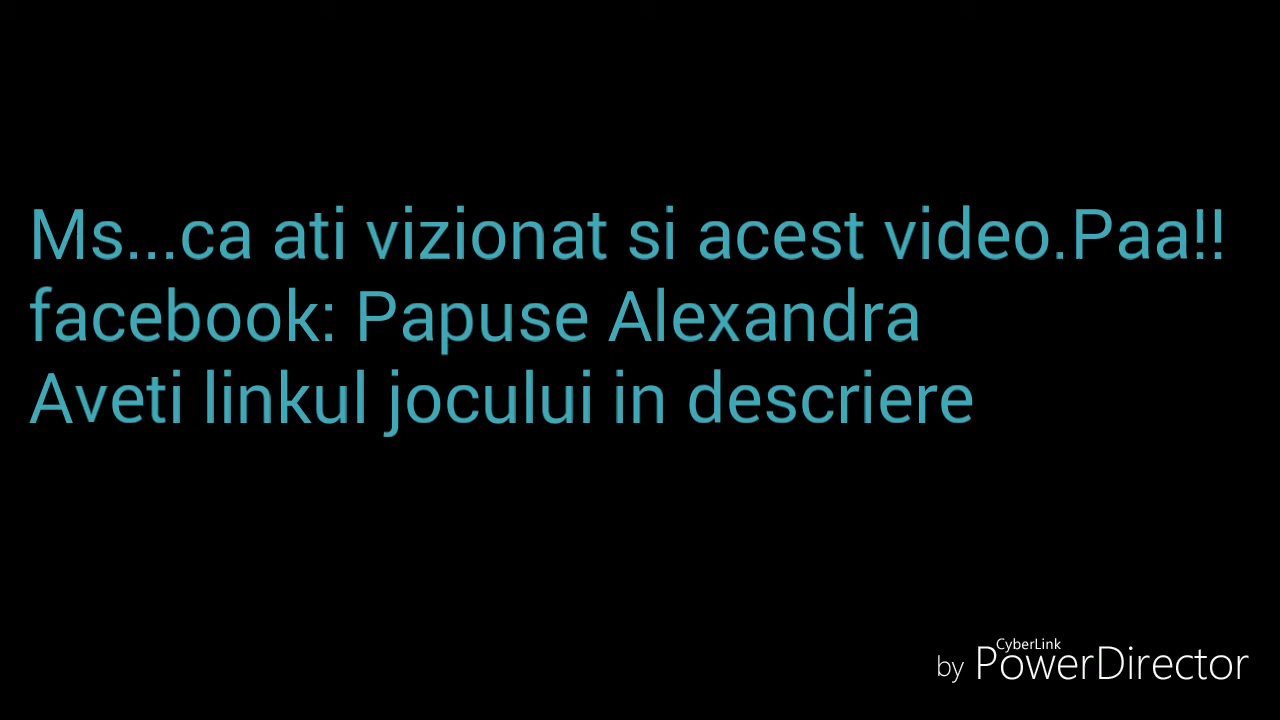 Ms...ca ati vizionat si acest video.Paa!!
facebook: Papuse Alexandra
Aveti linkul jocului in descriere
CyberLink
by PowerDirector